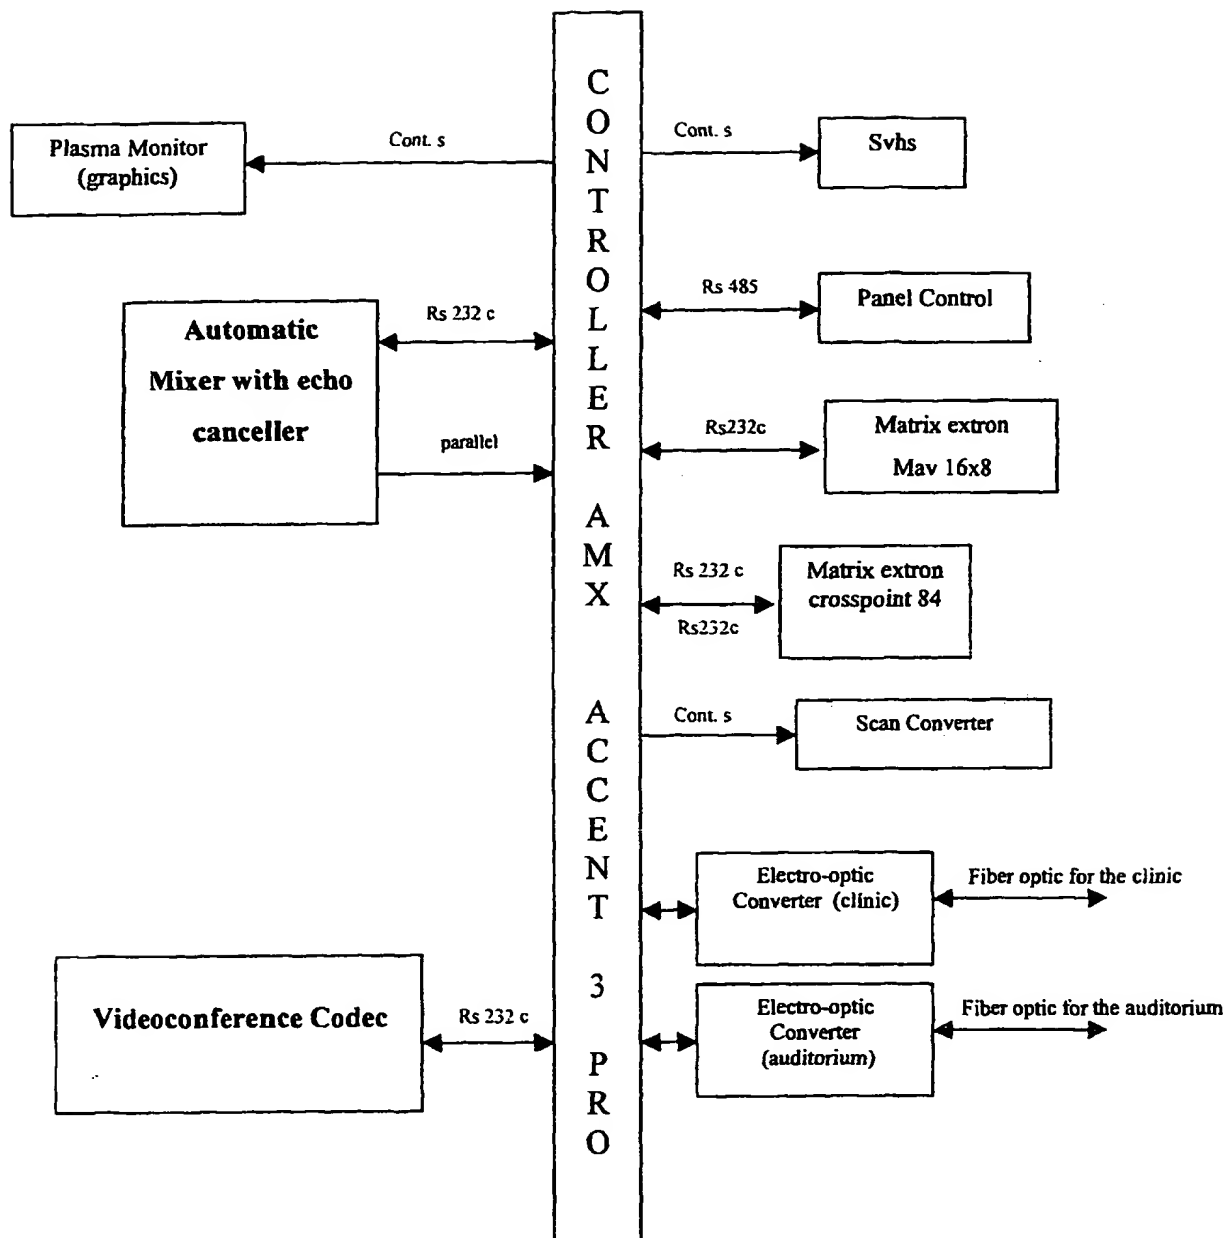 CONTROLLER AMX ACCENT 3 PRO
Plasma Monitor
(graphics)
Cont. s
Cont. s
Svhs
Automatic
Mixer with echo
canceller
Rs 232 c
parallel
Rs 485
Panel Control
Rs232c
Matrix extron
Mav 16x8
Rs 232 c
Rs232c
Matrix extron
crosspoint 84
Cont. s
Scan Converter
Electro-optic
Converter (clinic)
Fiber optic for the clinic
Videoconference Codec
Rs 232 c
Electro-optic
Converter
(auditorium)
Fiber optic for the auditorium